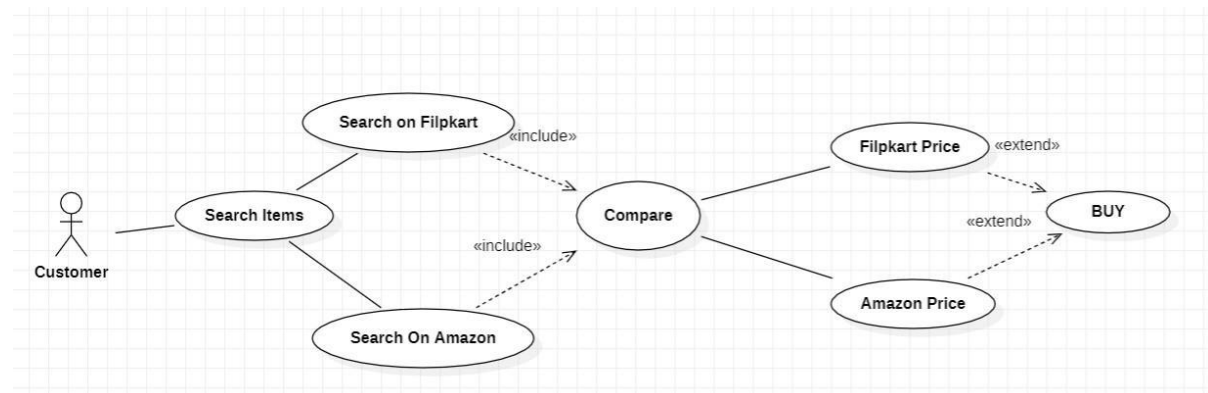 Search on Filpkart
«include»
Filpkart Price
«extend»
Search Items
Compare
BUY
«extend»
«include»
Customer
Amazon Price
Search On Amazon